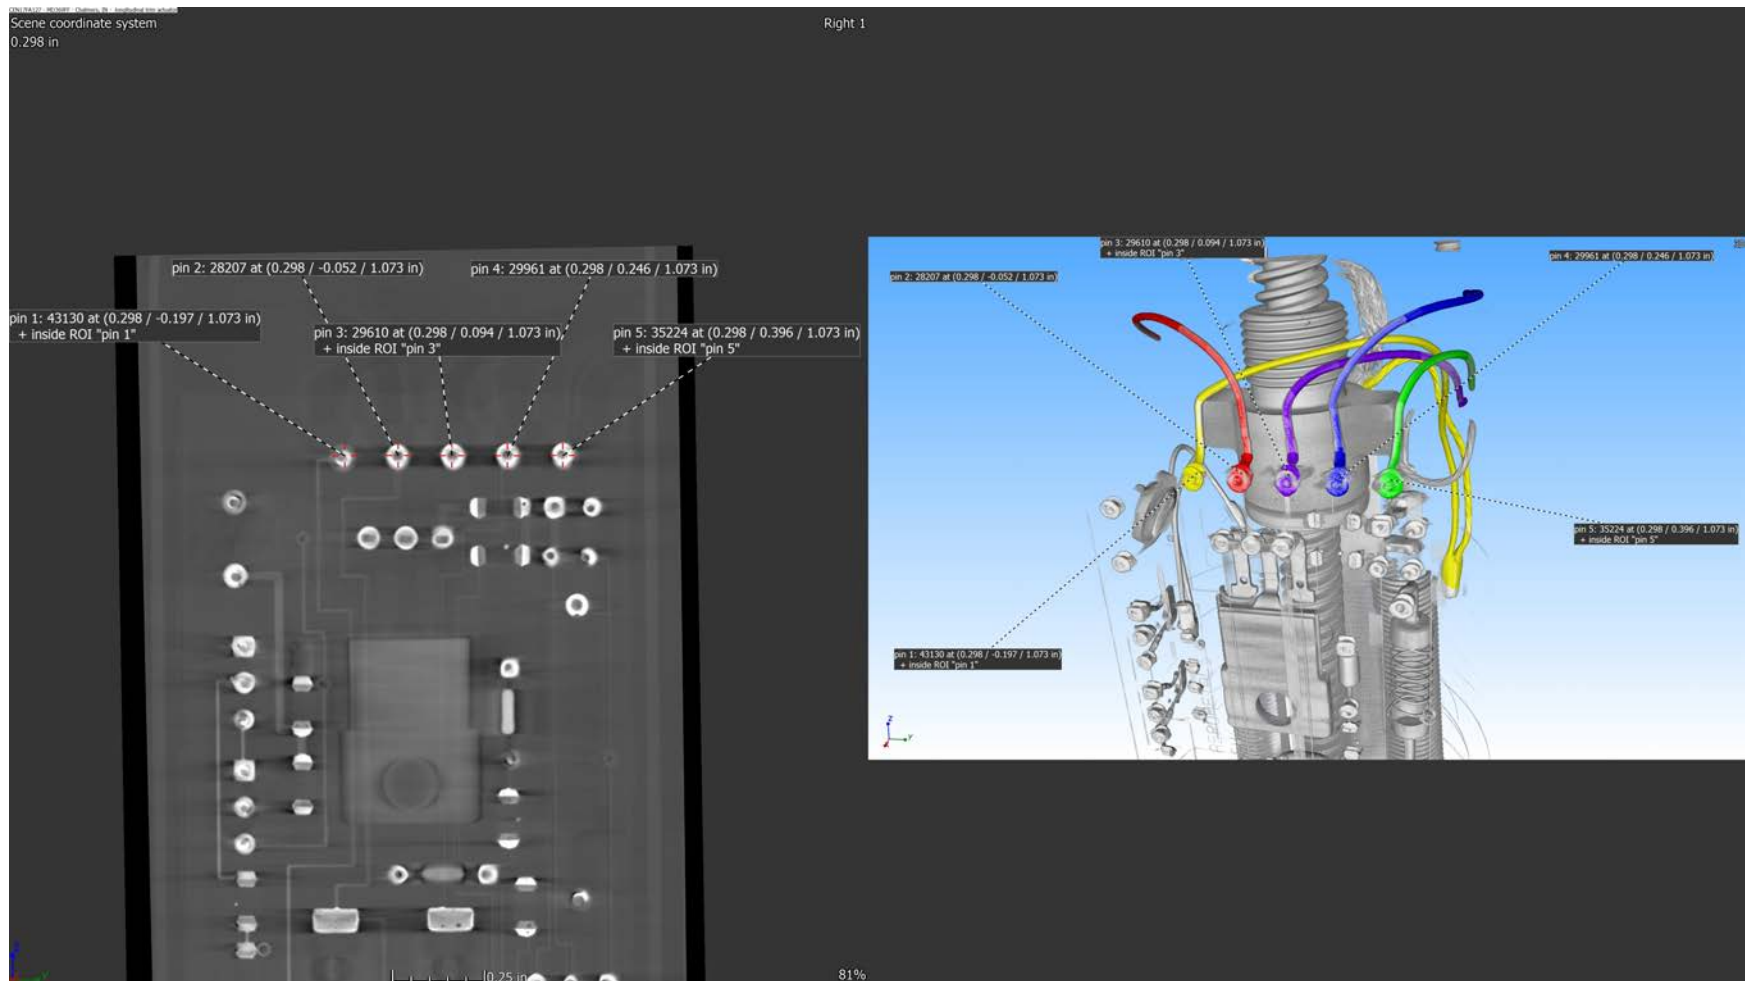 CEN17FA127 - MD369FF - Chalmers, IN - longitudinal trim actuator
Scene coordinate system
0.298 in
Right 1
pin 2: 28207 at (0.298 / -0.052 / 1.073 in)
pin 4: 29961 at (0.298 / 0.246 / 1.073 in)
pin 1: 43130 at (0.298 / -0.197 / 1.073 in)
+ inside ROI "pin 1"
pin 3: 29610 at (0.298 / 0.094 / 1.073 in)
+ inside ROI "pin 3"
pin 5: 35224 at (0.298 / 0.396 / 1.073 in)
+ inside ROI "pin 5"
0.25 in
81%
Y
pin 3: 29610 at (0.298 / 0.094 / 1.073 in)
+ inside ROI "pin 3"
pin 2: 28207 at (0.298 / -0.052 / 1.073 in)
pin 4: 29961 at (0.298 / 0.246 / 1.073 in)
pin 5: 35224 at (0.298 / 0.396 / 1.073 in)
+ inside ROI "pin 5"
pin 1: 43130 at (0.298 / -0.197 / 1.073 in)
+ inside ROI "pin 1"
Z
Y